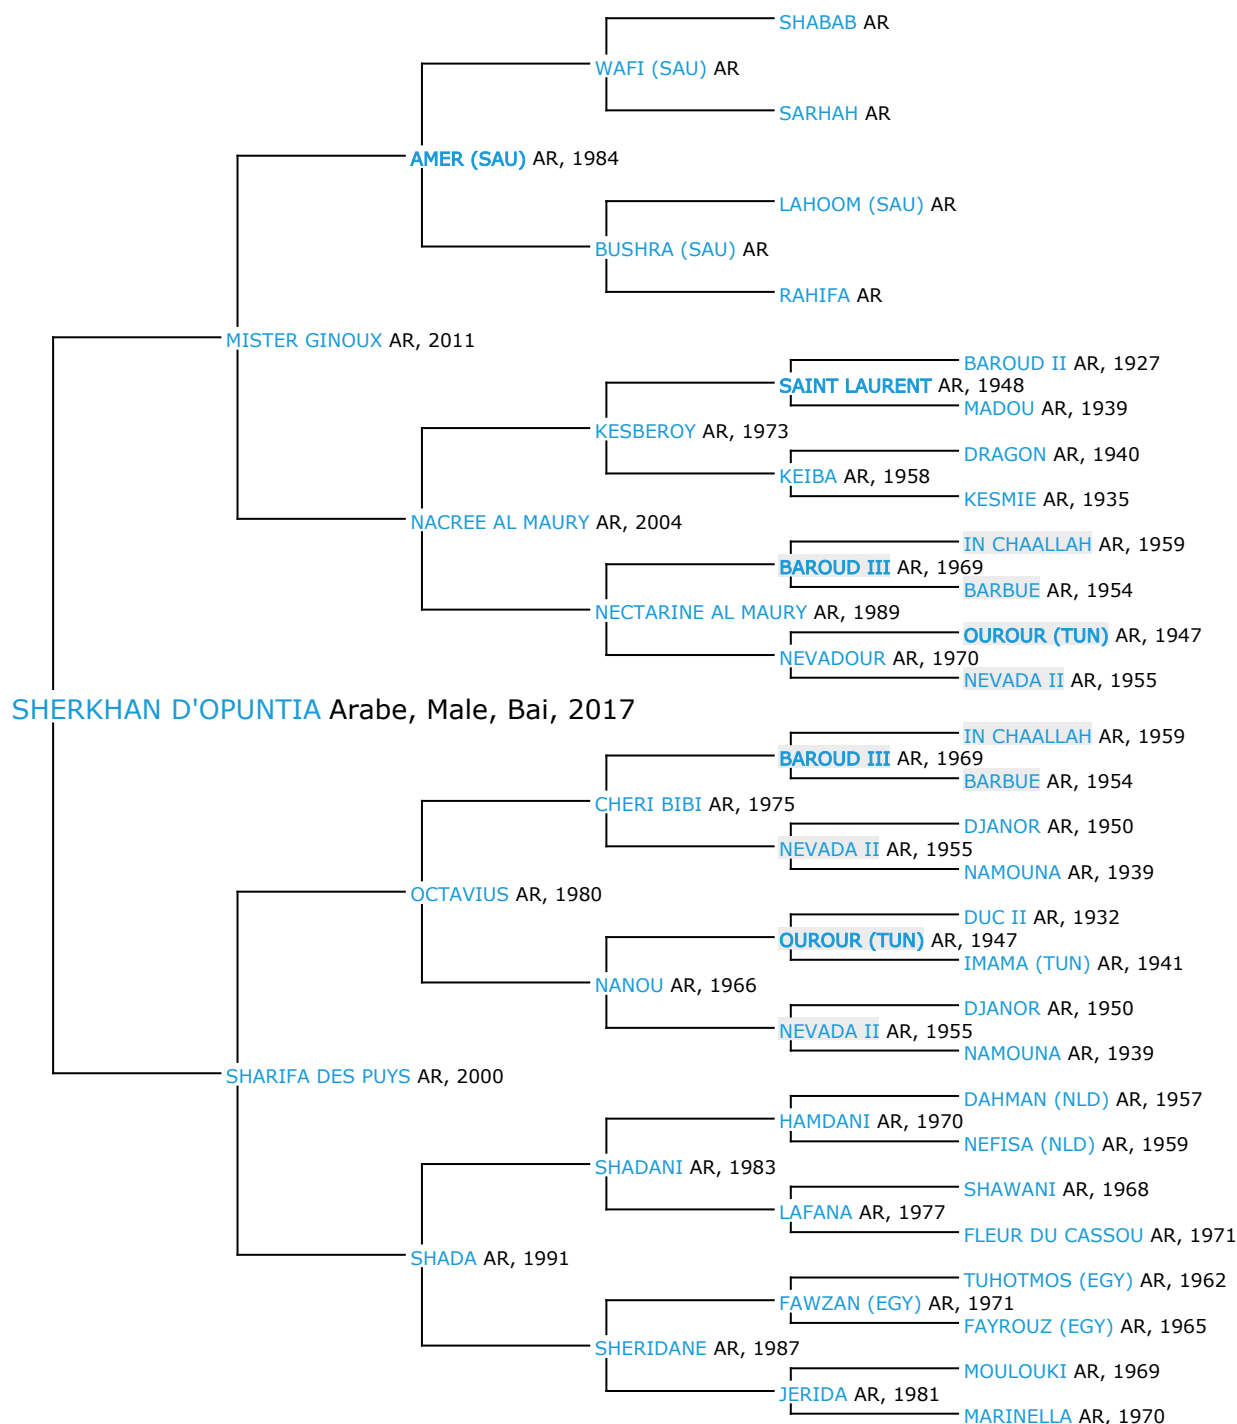 SHABAB AR
WAFI (SAU) AR
SARHAH AR
AMER (SAU) AR, 1984
LAHOOM (SAU) AR
BUSHRA (SAU) AR
RAHIFA AR
MISTER GINOUX AR, 2011
BAROUD II AR, 1927
SAINT LAURENT AR, 1948
MADOU AR, 1939
KESBEROY AR, 1973
DRAGON AR, 1940
KEIBA AR, 1958
KESMIE AR, 1935
NACREE AL MAURY AR, 2004
IN CHAALLAH AR, 1959
BAROUD III AR, 1969
BARBUE AR, 1954
NECTARINE AL MAURY AR, 1989
OUROUR (TUN) AR, 1947
NEVADOUR AR, 1970
NEVADA II AR, 1955
SHERKHAN D'OPUNTIA Arabe, Male, Bai, 2017
IN CHAALLAH AR, 1959
BAROUD III AR, 1969
BARBUE AR, 1954
CHERI BIBI AR, 1975
DJANOR AR, 1950
NEVADA II AR, 1955
NAMOUNA AR, 1939
OCTAVIUS AR, 1980
DUC II AR, 1932
OUROUR (TUN) AR, 1947
IMAMA (TUN) AR, 1941
NANOU AR, 1966
DJANOR AR, 1950
NEVADA II AR, 1955
NAMOUNA AR, 1939
SHARIFA DES PUYS AR, 2000
DAHMAN (NLD) AR, 1957
HAMDANI AR, 1970
NEFISA (NLD) AR, 1959
SHADANI AR, 1983
SHAWANI AR, 1968
LAFANA AR, 1977
FLEUR DU CASSOU AR, 1971
SHADA AR, 1991
TUHOTMOS (EGY) AR, 1962
FAWZAN (EGY) AR, 1971
FAYROUZ (EGY) AR, 1965
SHERIDANE AR, 1987
MOULOUKI AR, 1969
JERIDA AR, 1981
MARINELLA AR, 1970